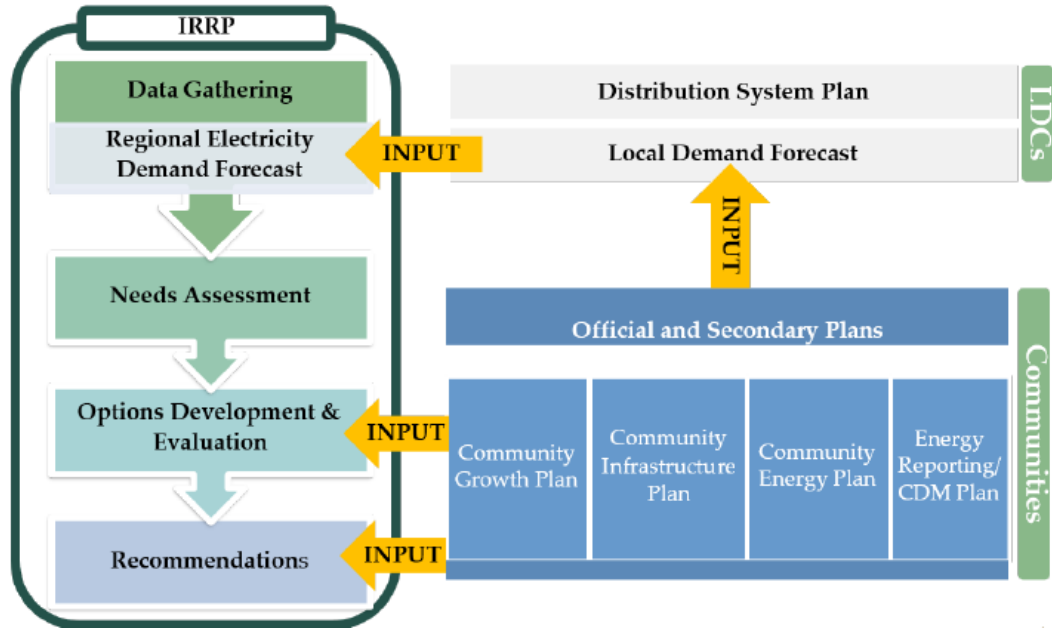 IRRP
Data Gathering
Regional Electricity
Demand Forecast
Needs Assessment
Options Development &
Evaluation
Recommendations
INPUT
INPUT
INPUT
Distribution System Plan
Local Demand Forecast
LDCs
INPUT
Official and Secondary Plans
Community
Growth Plan
Community
Infrastructure
Plan
Community
Energy Plan
Energy
Reporting/
CDM Plan
Communities